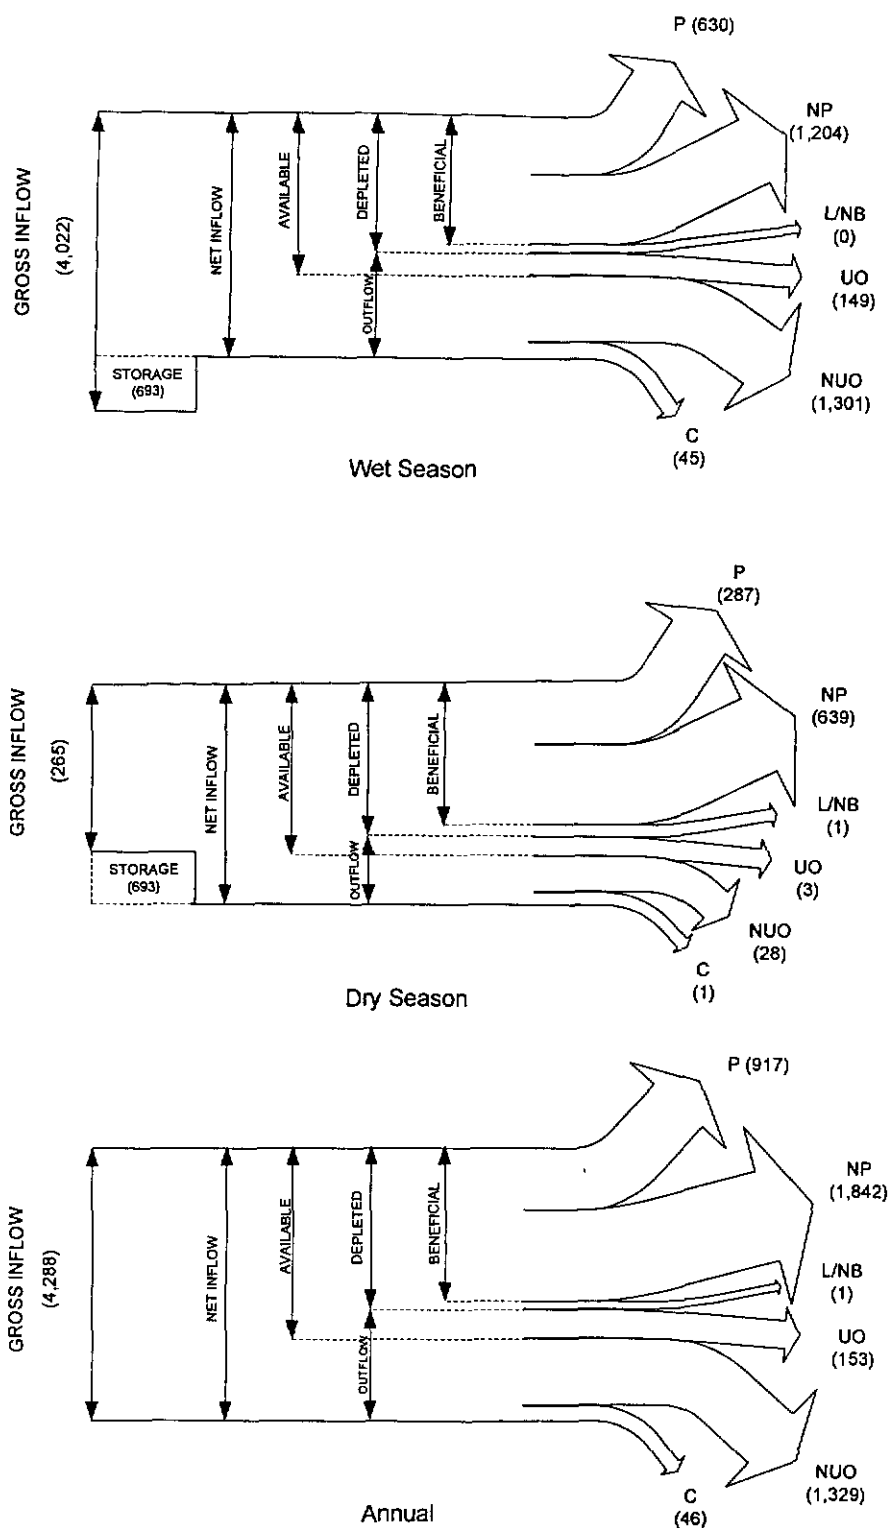 P (630)
NP
(1,204)
GROSS INFLOW
(4,022)
NET INFLOW
AVAILABLE
DEPLETED
BENEFICIAL
OUTFLOW
L/NB
(0)
UO
(149)
STORAGE
(693)
NUO
(1,301)
C
(45)
Wet Season
P
(287)
NP
(639)
GROSS INFLOW
(265)
NET INFLOW
AVAILABLE
DEPLETED
BENEFICIAL
OUTFLOW
L/NB
(1)
UO
(3)
STORAGE
(693)
NUO
(28)
C
(1)
Dry Season
P (917)
NP
(1,842)
GROSS INFLOW
(4,288)
NET INFLOW
AVAILABLE
DEPLETED
BENEFICIAL
OUTFLOW
L/NB
(1)
UO
(153)
NUO
(1,329)
C
(46)
Annual